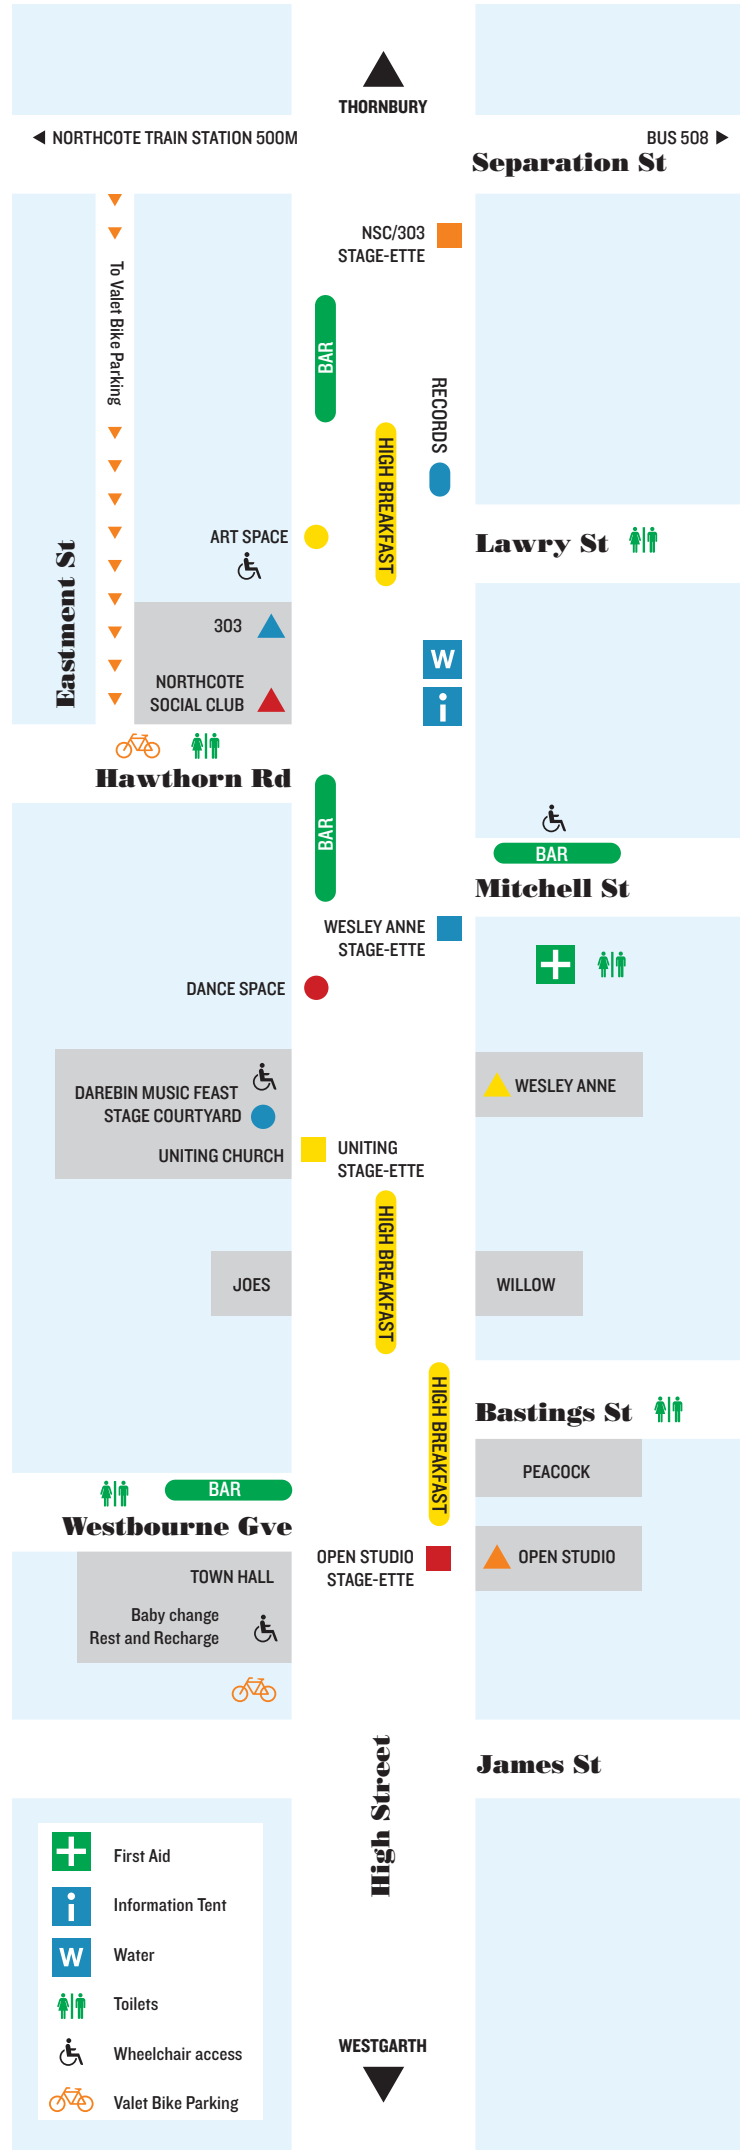 THORNBURY
NORTHCOTE TRAIN STATION 500M
BUS 508
Separation St
NSC/303
STAGE-ETTE
To Valet Bike Parking
BAR
RECORDS
HIGH BREAKFAST
ART SPACE
Lawry St
Eastment St
303
W
NORTHCOTE
SOCIAL CLUB
i
Hawthorn Rd
BAR
BAR
Mitchell St
WESLEY ANNE
STAGE-ETTE
DANCE SPACE
DAREBIN MUSIC FEAST
STAGE COURTYARD
WESLEY ANNE
UNITING CHURCH
UNITING
STAGE-ETTE
HIGH BREAKFAST
JOES
WILLOW
HIGH BREAKFAST
Bastings St
PEACOCK
BAR
Westbourne Gve
OPEN STUDIO
STAGE-ETTE
OPEN STUDIO
TOWN HALL
Baby change
Rest and Recharge
High Street
James St
First Aid
i
Information Tent
W
Water
Toilets
Wheelchair access
Valet Bike Parking
WESTGARTH